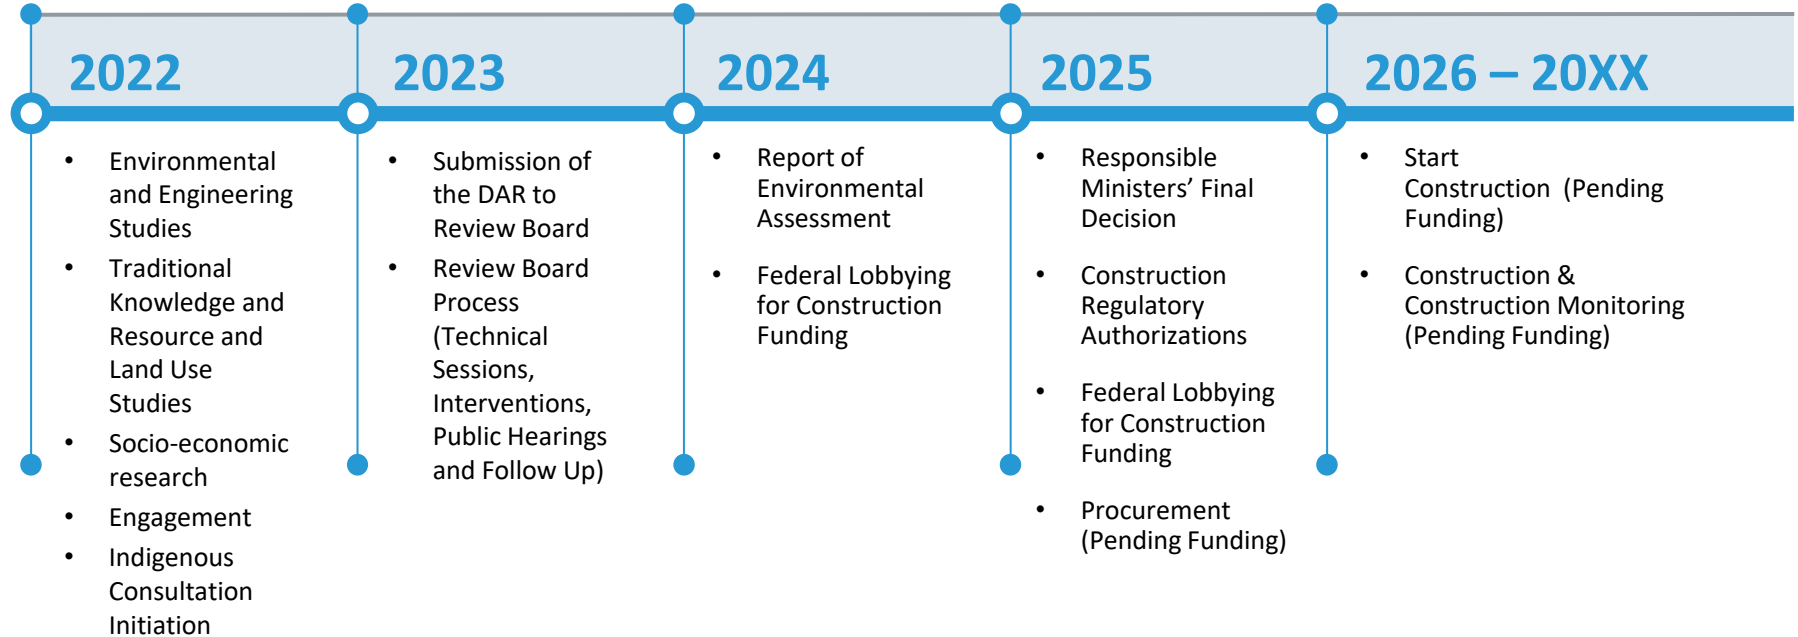 2022
• Environmental
and Engineering
Studies
• Traditional
Knowledge and
Resource and
Land Use
Studies
• Socio-economic
research
• Engagement
• Indigenous
Consultation
Initiation
2023
• Submission of
the DAR to
Review Board
• Review Board
Process
(Technical
Sessions,
Interventions,
Public Hearings
and Follow Up)
2024
• Report of
Environmental
Assessment
• Federal Lobbying
for Construction
Funding
2025
• Responsible
Ministers’ Final
Decision
• Construction
Regulatory
Authorizations
• Federal Lobbying
for Construction
Funding
• Procurement
(Pending Funding)
2026 – 20XX
• Start
Construction (Pending
Funding)
• Construction &
Construction Monitoring
(Pending Funding)